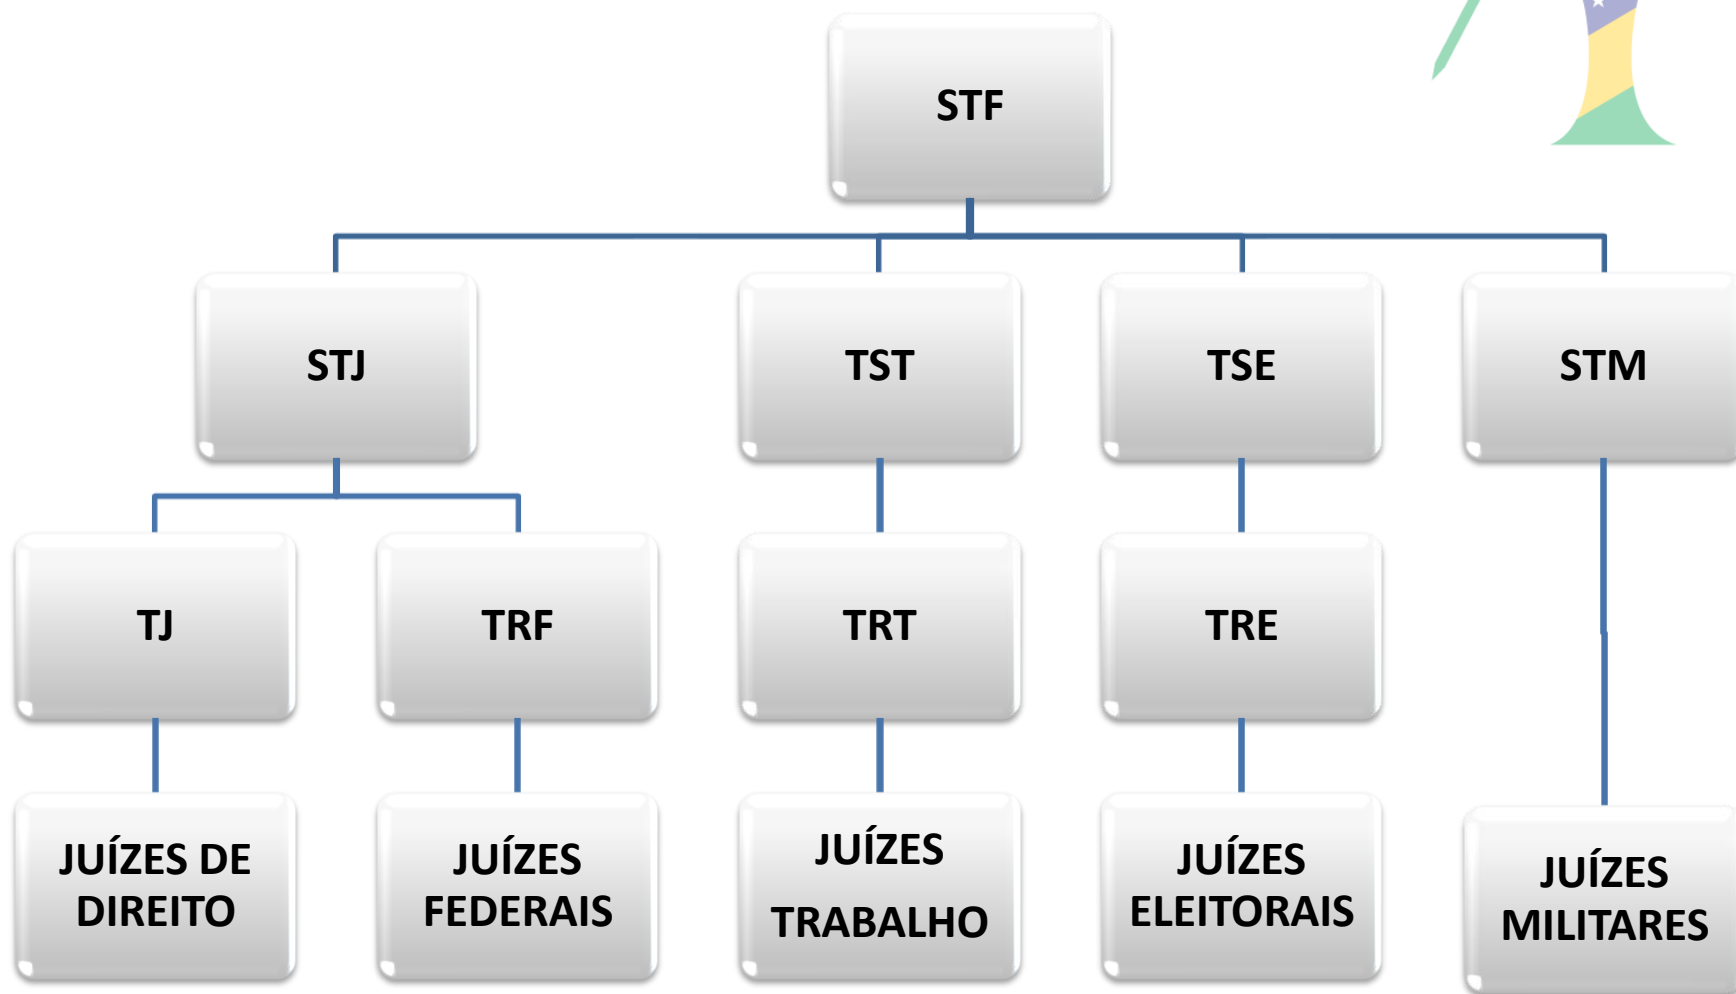 STF
STJ
TST
TSE
STM
TJ
TRF
TRT
TRE
JUÍZES DE
DIREITO
JUÍZES
FEDERAIS
JUÍZES
TRABALHO
JUÍZES
ELEITORAIS
JUÍZES
MILITARES